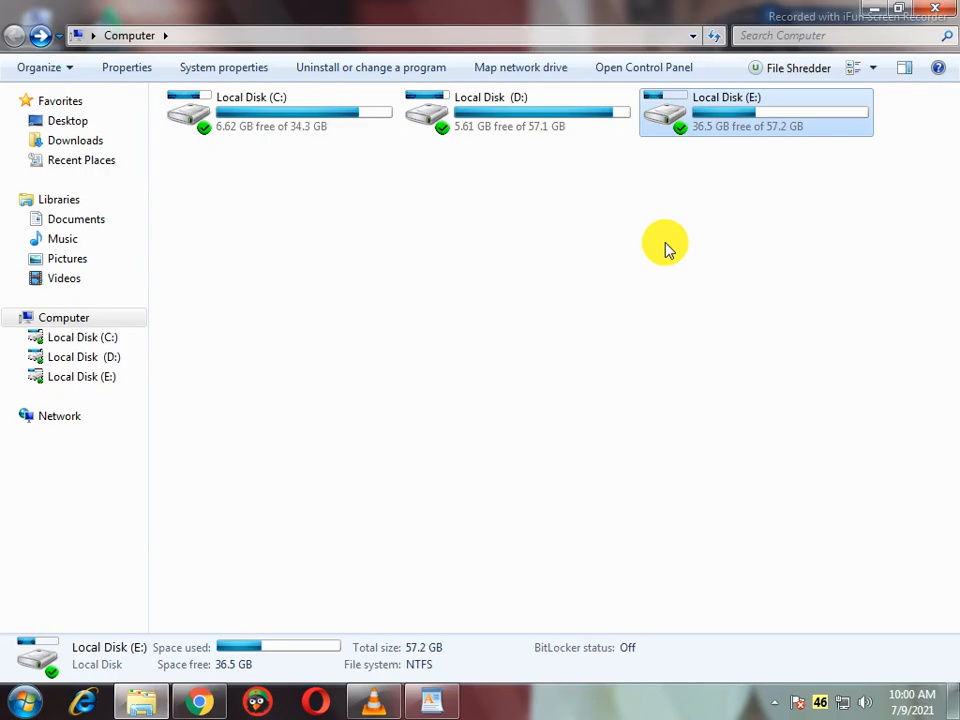 Recorded with iFun Screen Recorder
Computer
Search Computer
Organize
Properties
System properties
Uninstall or change a program
Map network drive
Open Control Panel
File Shredder
Favorites
Desktop
Downloads
Recent Places
Libraries
Documents
Music
Pictures
Videos
Computer
Local Disk (C:)
Local Disk (D:)
Local Disk (E:)
Network
Local Disk (C:)
6.62 GB free of 34.3 GB
Local Disk (D:)
5.61 GB free of 57.1 GB
Local Disk (E:)
36.5 GB free of 57.2 GB
Local Disk (E:) Space used: Total size: 57.2 GB BitLocker status: Off
Local Disk Space free: 36.5 GB File system: NTFS
46
10:00 AM
7/9/2021